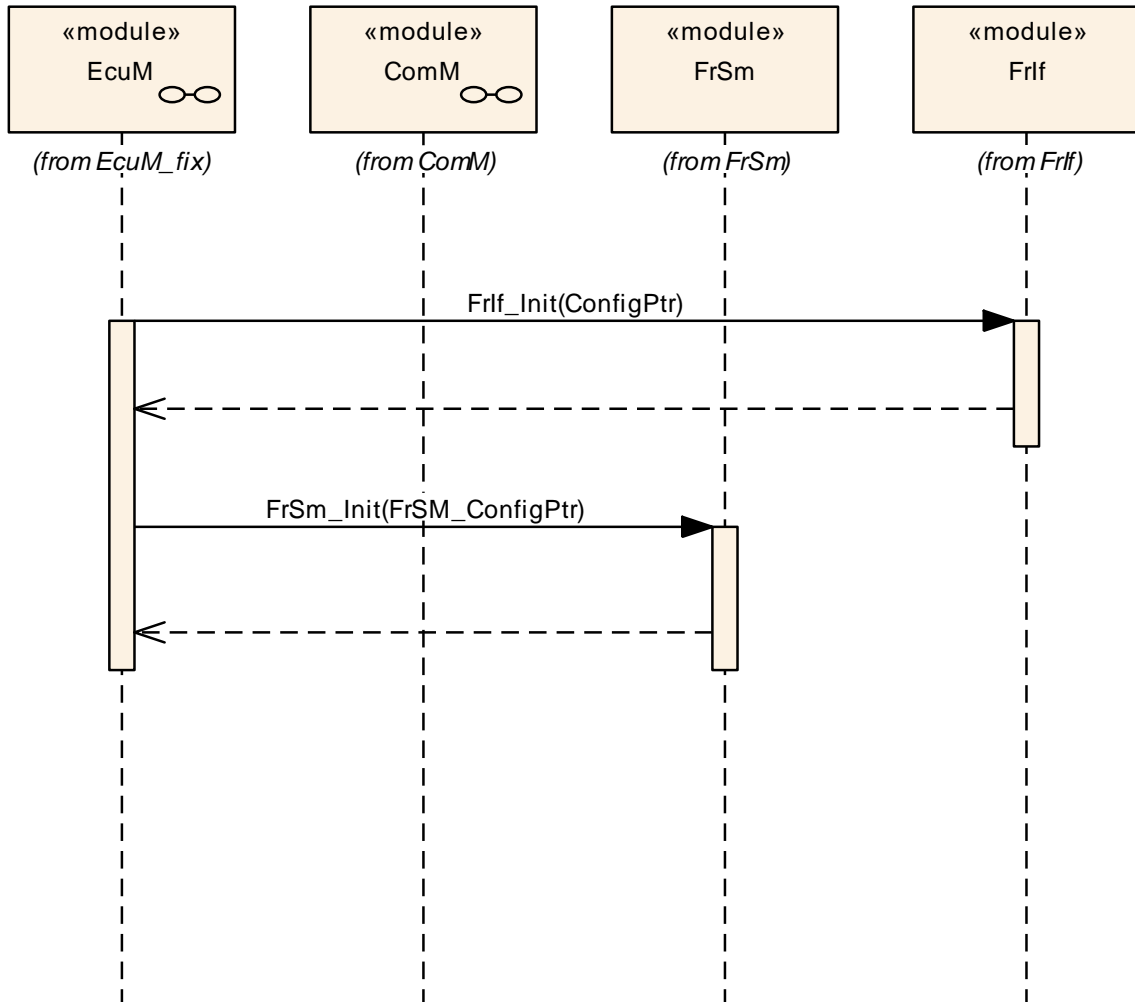 «module»
EcuM
«module»
ComM
«module»
FrSm
«module»
FrIf
(from EcuM_fix)
(from ComM)
(from FrSm)
(from FrIf)
FrIf_Init(ConfigPtr)
FrSm_Init(FrSM_ConfigPtr)